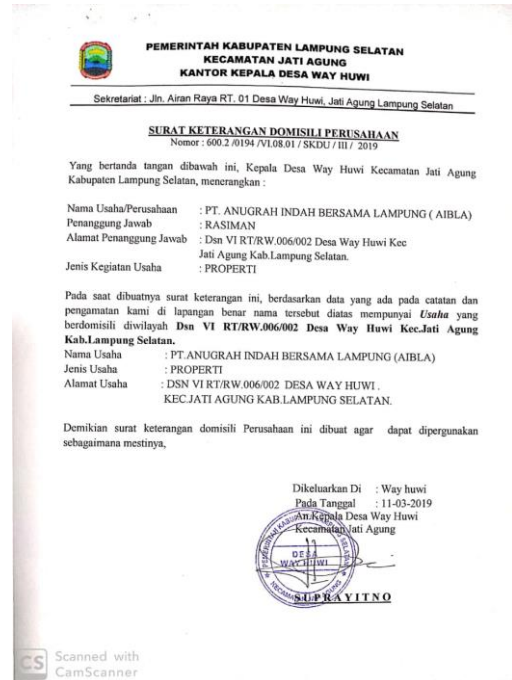 PEMERINTAH KABUPATEN LAMPUNG SELATAN
KECAMATAN JATI AGUNG
KANTOR KEPALA DESA WAY HUWI
Sekretariat : Jln. Airan Raya RT. 01 Desa Way Huwi, Jati Agung Lampung Selatan
SURAT KETERANGAN DOMISILI PERUSAHAAN
Nomor : 600.2 /0194 /VI.08.01 / SKDU / III / 2019
Yang bertanda tangan dibawah ini, Kepala Desa Way Huwi Kecamatan Jati Agung
Kabupaten Lampung Selatan, menerangkan :
Nama Usaha/Perusahaan : PT. ANUGRAH INDAH BERSAMA LAMPUNG ( AIBLA)
Penanggung Jawab : RASIMAN
Alamat Penanggung Jawab : Dsn VI RT/RW.006/002 Desa Way Huwi Kec
Jati Agung Kab.Lampung Selatan.
Jenis Kegiatan Usaha : PROPERTI
Pada saat dibuatnya surat keterangan ini, berdasarkan data yang ada pada catatan dan
pengamatan kami di lapangan benar nama tersebut diatas mempunyai Usaha yang
berdomisili diwilayah Dsn VI RT/RW.006/002 Desa Way Huwi Kec.Jati Agung
Kab.Lampung Selatan.
Nama Usaha : PT.ANUGRAH INDAH BERSAMA LAMPUNG (AIBLA)
Jenis Usaha : PROPERTI
Alamat Usaha : DSN VI RT/RW.006/002 DESA WAY HUWI .
KEC.JATI AGUNG KAB.LAMPUNG SELATAN.
Demikian surat keterangan domisili Perusahaan ini dibuat agar dapat dipergunakan
sebagaimana mestinya,
Dikeluarkan Di : Way huwi
Pada Tanggal : 11-03-2019
An.Kepala Desa Way Huwi
Kecamatan Jati Agung
PEMERINTAH KABUPATEN LAMPUNG SELATAN
DESA
WAY HUWI
KECAMATAN JATI AGUNG
SUPRAYITNO
CS Scanned with
CamScanner